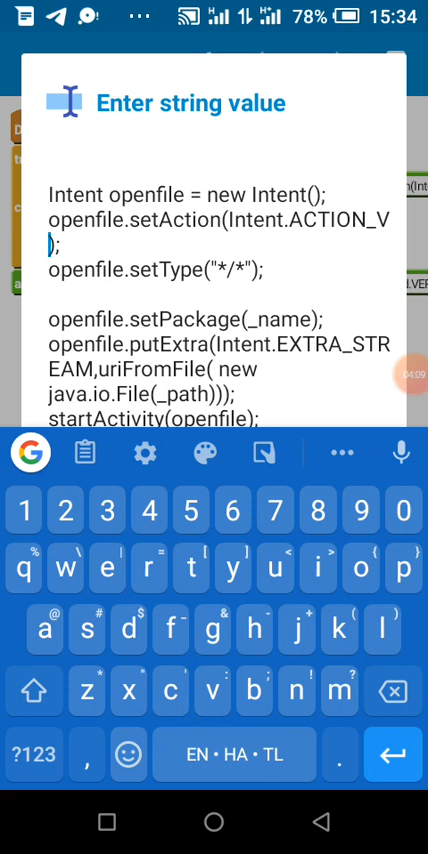 78% 15:34
Enter string value
Intent openfile = new Intent();
openfile.setAction(Intent.ACTION_V
);
openfile.setType("*/*");
openfile.setPackage(_name);
openfile.putExtra(Intent.EXTRA_STR
EAM,uriFromFile( new
java.io.File(_path)));
startActivity(openfile);
n(Int
d.VER
04:09
G
1 2 3 4 5 6 7 8 9 0
% \ | = [ ] < > { }
q w e r t y u i o p
@ # $ _ & - + ( )
a s d f g h j k l
* " ' : ; ! ?
z x c v b n m
?123 , EN • HA • TL .